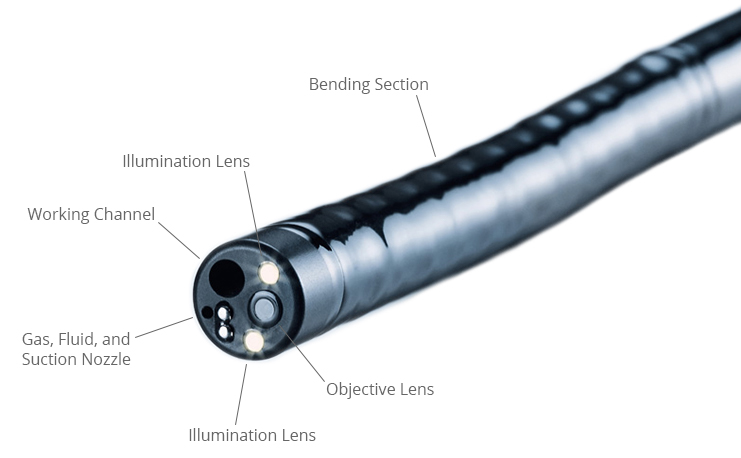 Bending Section
Illumination Lens
Working Channel
Gas, Fluid, and
Suction Nozzle
Objective Lens
Illumination Lens